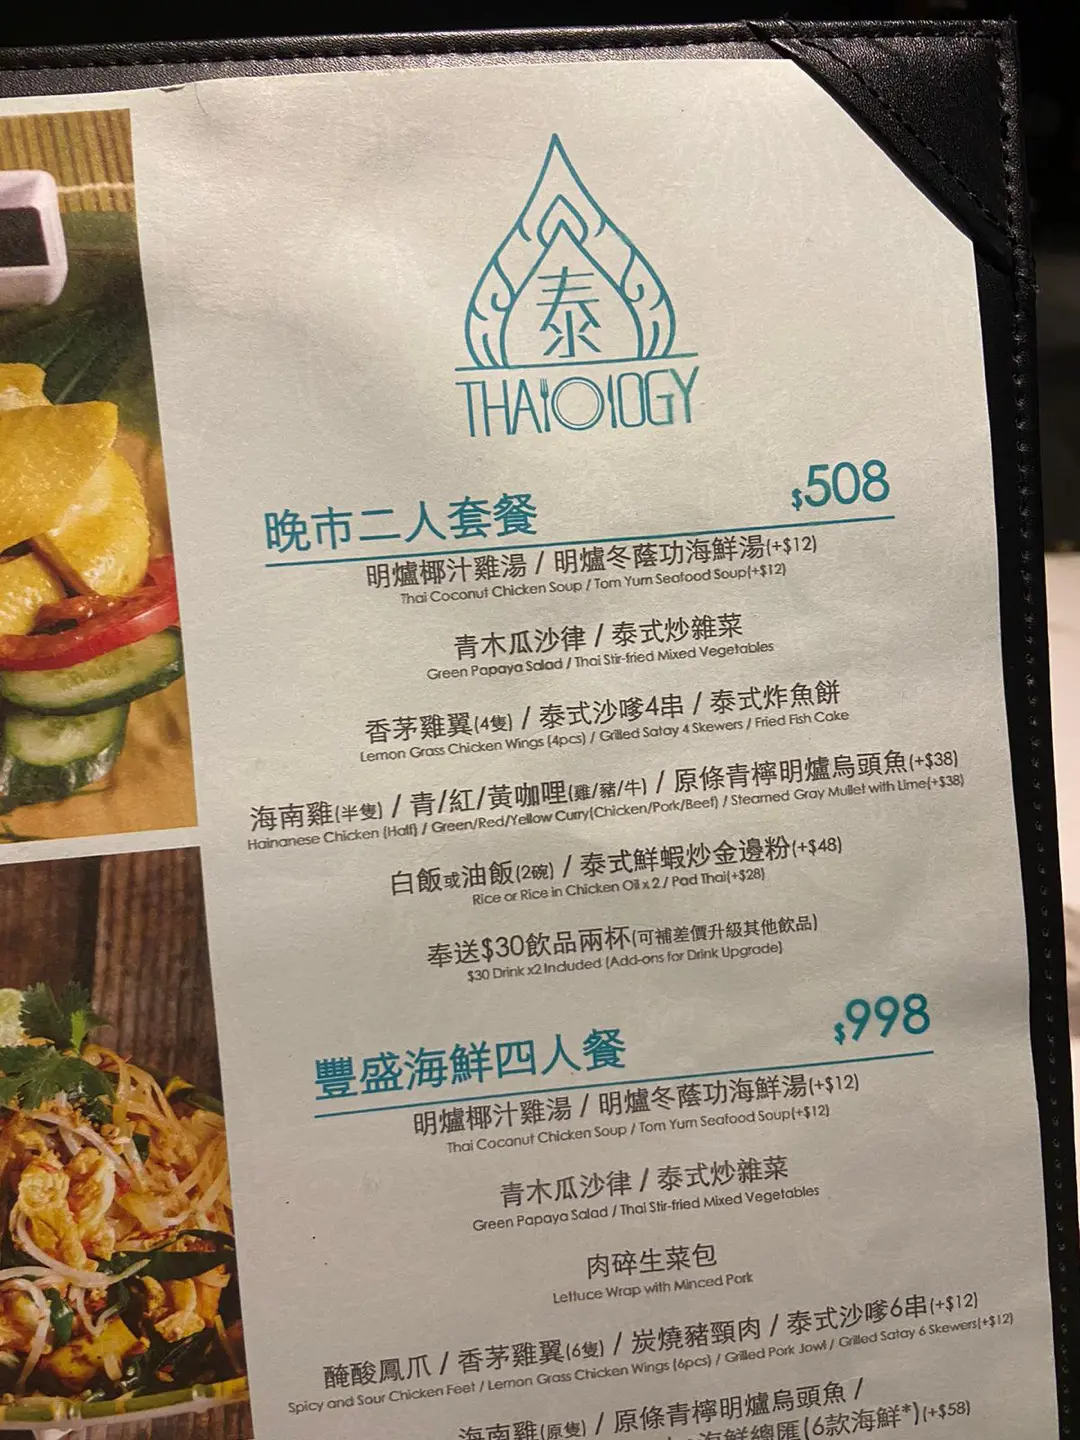 泰
THAIOLOGY
晚市二人套餐 $508
明爐椰汁雞湯 / 明爐冬蔭功海鮮湯(+$12)
Thai Coconut Chicken Soup / Tom Yum Seafood Soup(+$12)
青木瓜沙律 / 泰式炒雜菜
Green Papaya Salad / Thai Stir-fried Mixed Vegetables
香茅雞翼(4隻) / 泰式沙嗲4串 / 泰式炸魚餅
Lemon Grass Chicken Wings (4pcs) / Grilled Satay 4 Skewers / Fried Fish Cake
海南雞(半隻) / 青/紅/黃咖哩(雞/豬/牛) / 原條青檸明爐烏頭魚(+$38)
Hainanese Chicken (Half) / Green/Red/Yellow Curry(Chicken/Pork/Beef) / Steamed Gray Mullet with Lime(+$38)
白飯或油飯(2碗) / 泰式鮮蝦炒金邊粉(+$48)
Rice or Rice in Chicken Oil x 2 / Pad Thai(+$28)
奉送$30飲品兩杯(可補差價升級其他飲品)
$30 Drink x2 Included (Add-ons for Drink Upgrade)
豐盛海鮮四人餐 $998
明爐椰汁雞湯 / 明爐冬蔭功海鮮湯(+$12)
Thai Coconut Chicken Soup / Tom Yum Seafood Soup(+$12)
青木瓜沙律 / 泰式炒雜菜
Green Papaya Salad / Thai Stir-fried Mixed Vegetables
肉碎生菜包
Lettuce Wrap with Minced Pork
醃酸鳳爪 / 香茅雞翼(6隻) / 炭燒豬頸肉 / 泰式沙嗲6串(+$12)
Spicy and Sour Chicken Feet / Lemon Grass Chicken Wings (6pcs) / Grilled Pork Jowl / Grilled Satay 6 Skewers(+$12)
海南雞(原隻) / 原條青檸明爐烏頭魚 /
海鮮總匯(6款海鮮*)(+$58)